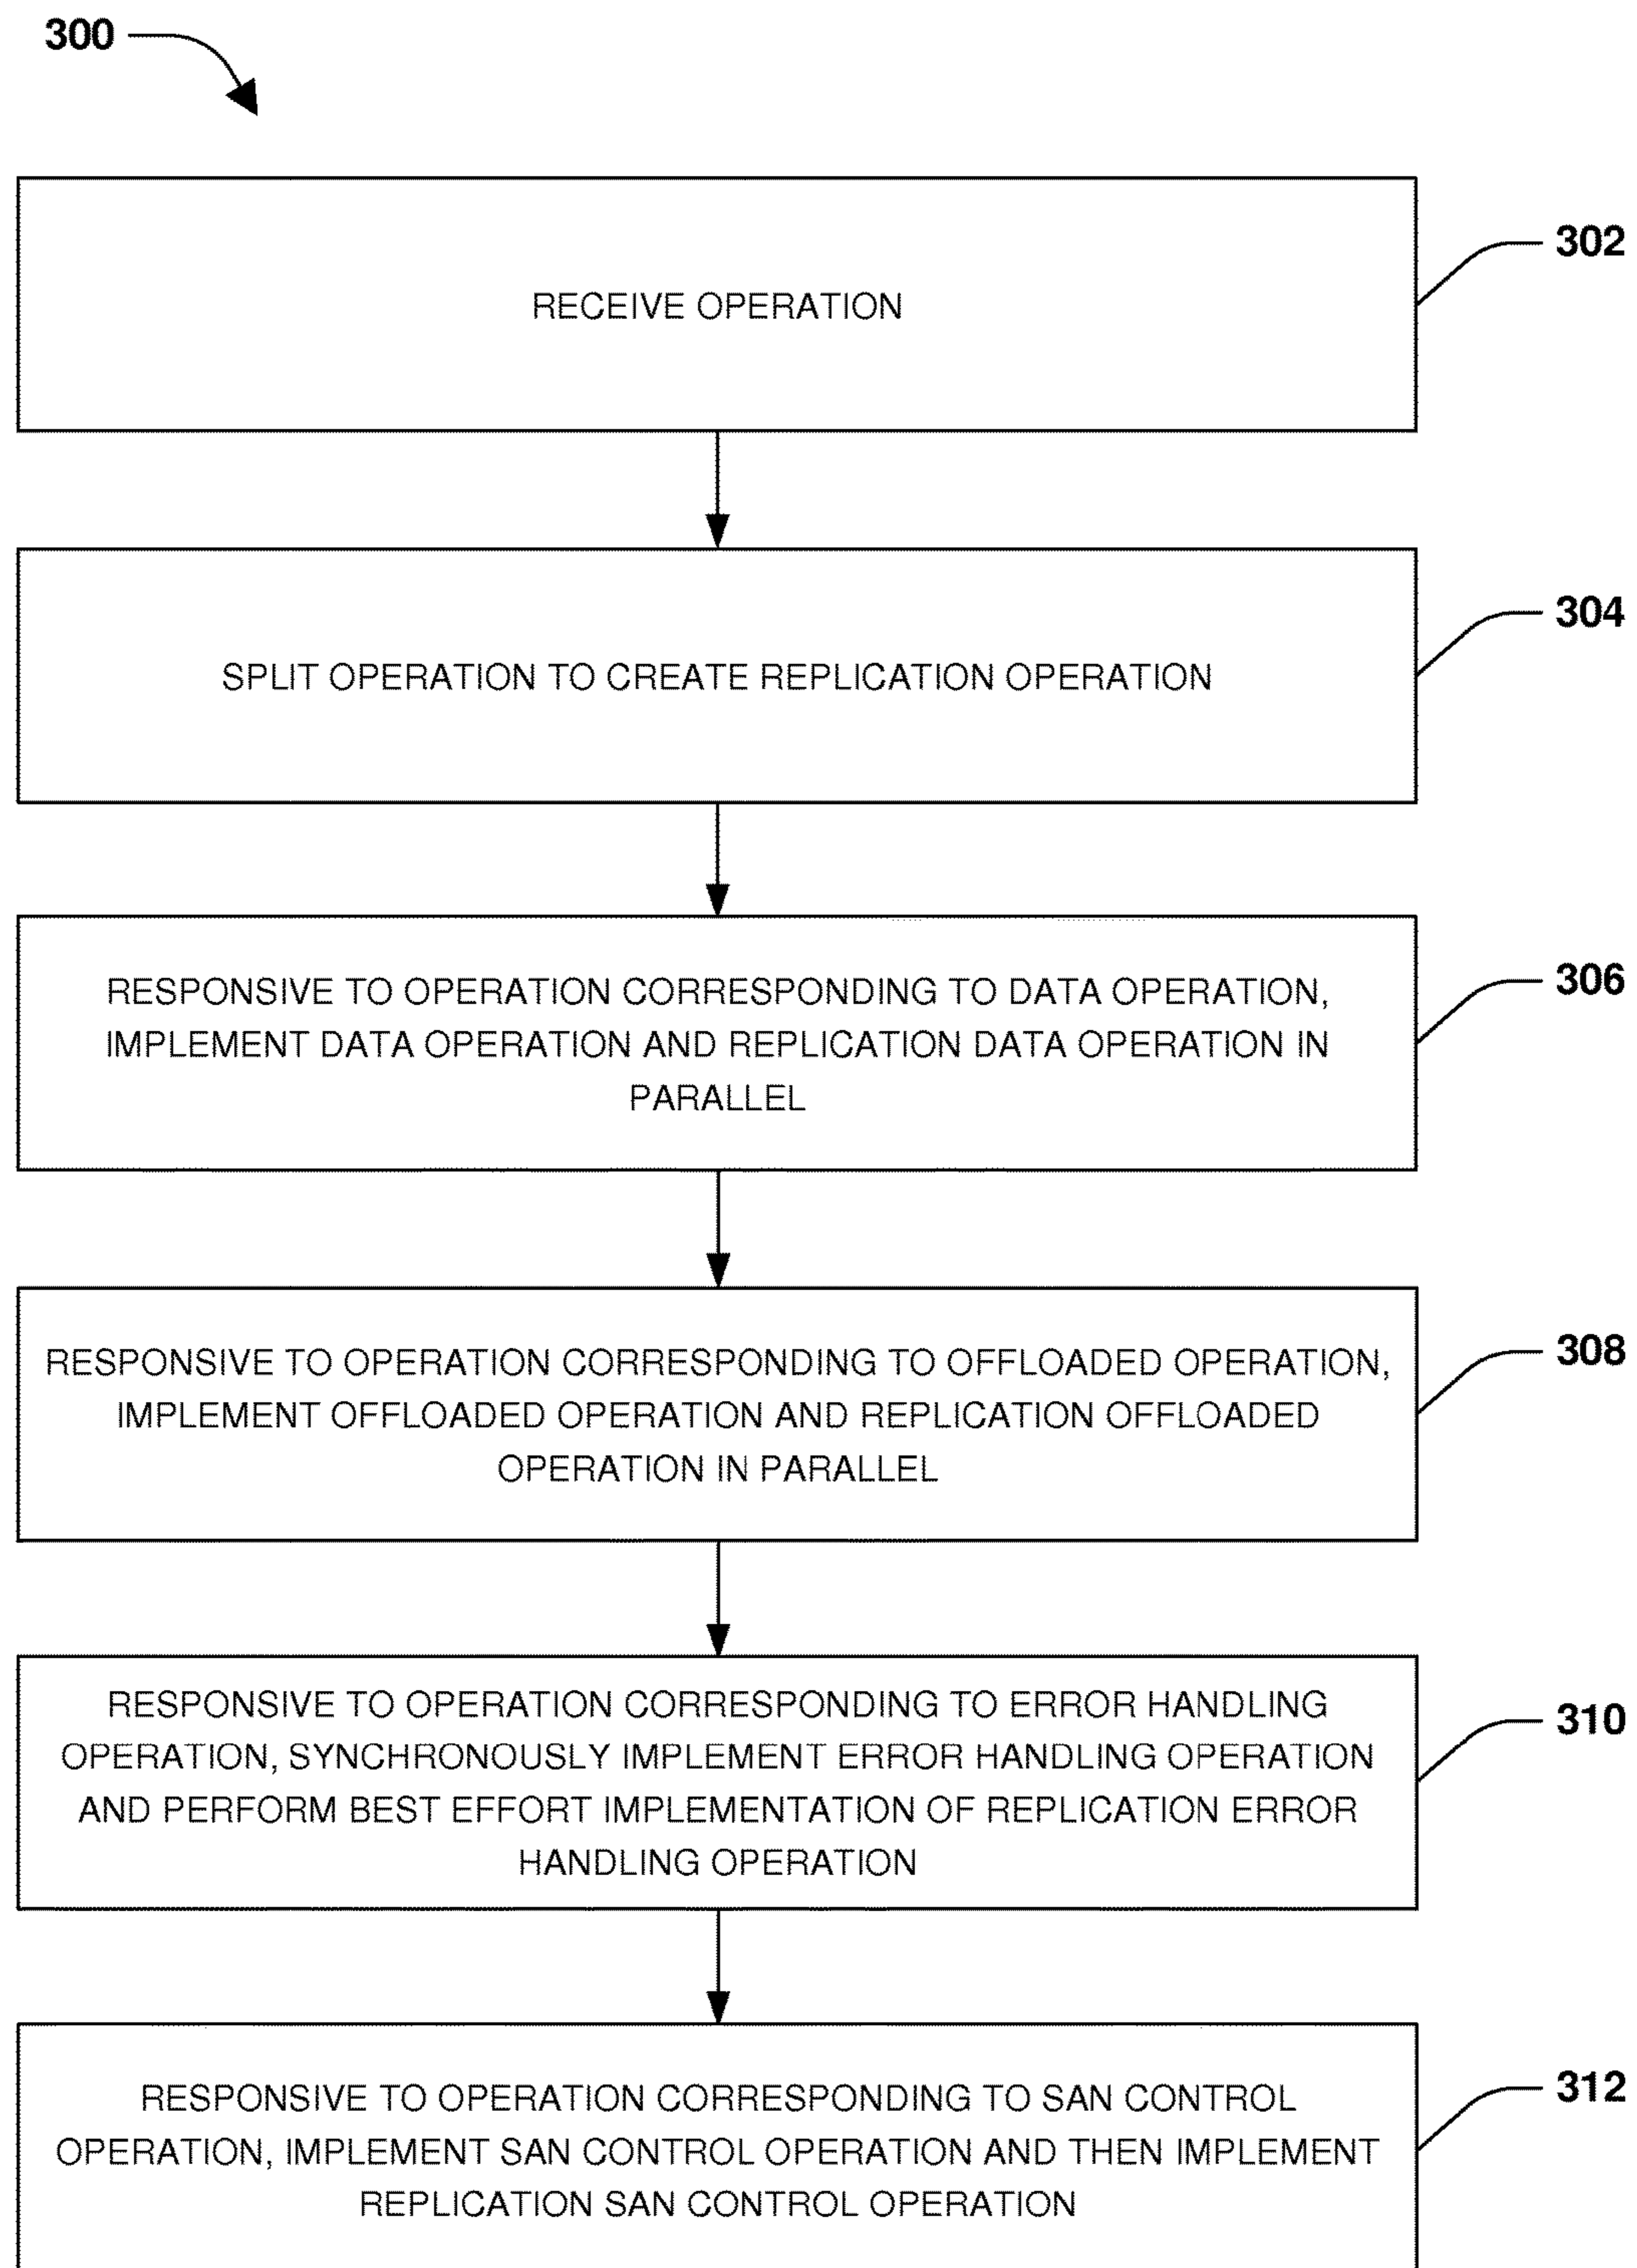 300
RECEIVE OPERATION
302
SPLIT OPERATION TO CREATE REPLICATION OPERATION
304
RESPONSIVE TO OPERATION CORRESPONDING TO DATA OPERATION,
IMPLEMENT DATA OPERATION AND REPLICATION DATA OPERATION IN
PARALLEL
306
RESPONSIVE TO OPERATION CORRESPONDING TO OFFLOADED OPERATION,
IMPLEMENT OFFLOADED OPERATION AND REPLICATION OFFLOADED
OPERATION IN PARALLEL
308
RESPONSIVE TO OPERATION CORRESPONDING TO ERROR HANDLING
OPERATION, SYNCHRONOUSLY IMPLEMENT ERROR HANDLING OPERATION
AND PERFORM BEST EFFORT IMPLEMENTATION OF REPLICATION ERROR
HANDLING OPERATION
310
RESPONSIVE TO OPERATION CORRESPONDING TO SAN CONTROL
OPERATION, IMPLEMENT SAN CONTROL OPERATION AND THEN IMPLEMENT
REPLICATION SAN CONTROL OPERATION
312